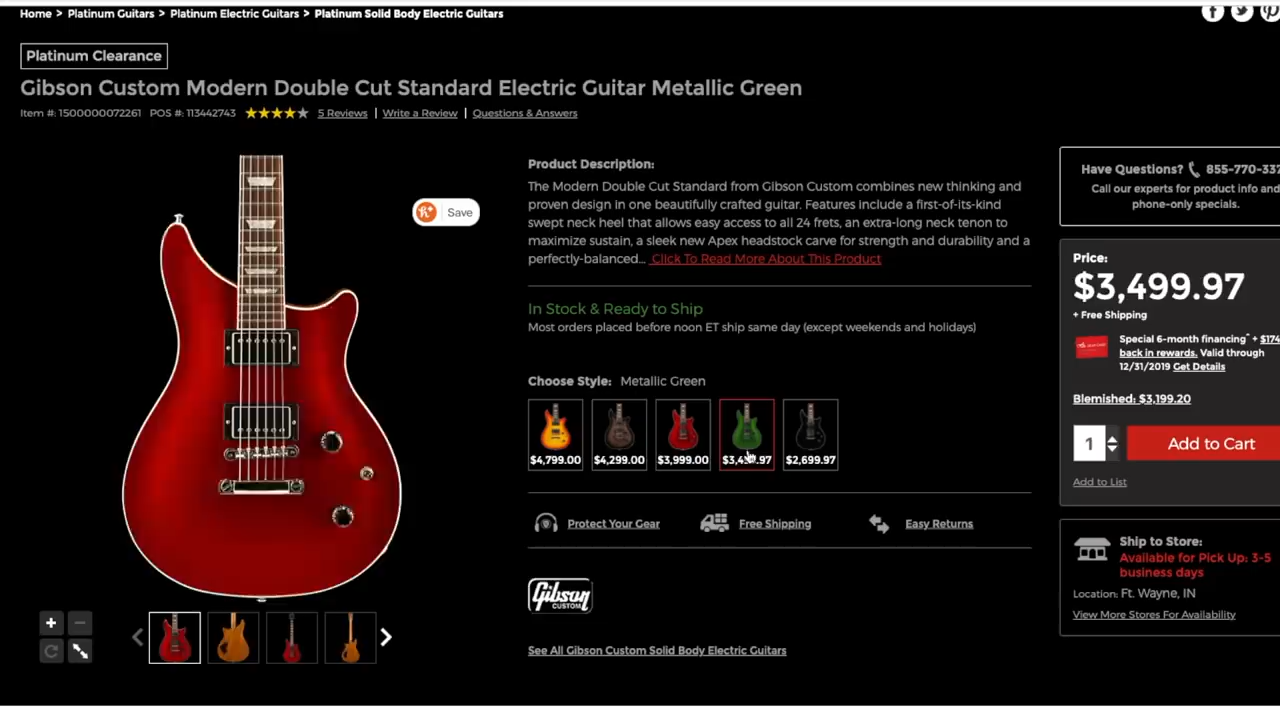 Home > Platinum Guitars > Platinum Electric Guitars > Platinum Solid Body Electric Guitars
Platinum Clearance
Gibson Custom Modern Double Cut Standard Electric Guitar Metallic Green
Item #: 1500000072261 POS #: 113442743 5 Reviews | Write a Review | Questions & Answers
Save
Product Description:
The Modern Double Cut Standard from Gibson Custom combines new thinking and
proven design in one beautifully crafted guitar. Features include a first-of-its-kind
swept neck heel that allows easy access to all 24 frets, an extra-long neck tenon to
maximize sustain, a sleek new Apex headstock carve for strength and durability and a
perfectly-balanced... Click To Read More About This Product
In Stock & Ready to Ship
Most orders placed before noon ET ship same day (except weekends and holidays)
Choose Style: Metallic Green
$4,799.00 $4,299.00 $3,999.00 $2,699.97
Protect Your Gear Free Shipping Easy Returns
Gibson
CUSTOM
See All Gibson Custom Solid Body Electric Guitars
Have Questions? 855-770-337
Call our experts for product info and
phone-only specials.
Price:
$3,499.97
+ Free Shipping
Special 6-month financing* + $174
back in rewards. Valid through
12/31/2019 Get Details
Blemished: $3,199.20
1 Add to Cart
Add to List
Ship to Store:
Available for Pick Up: 3-5
business days
Location: Ft. Wayne, IN
View More Stores For Availability